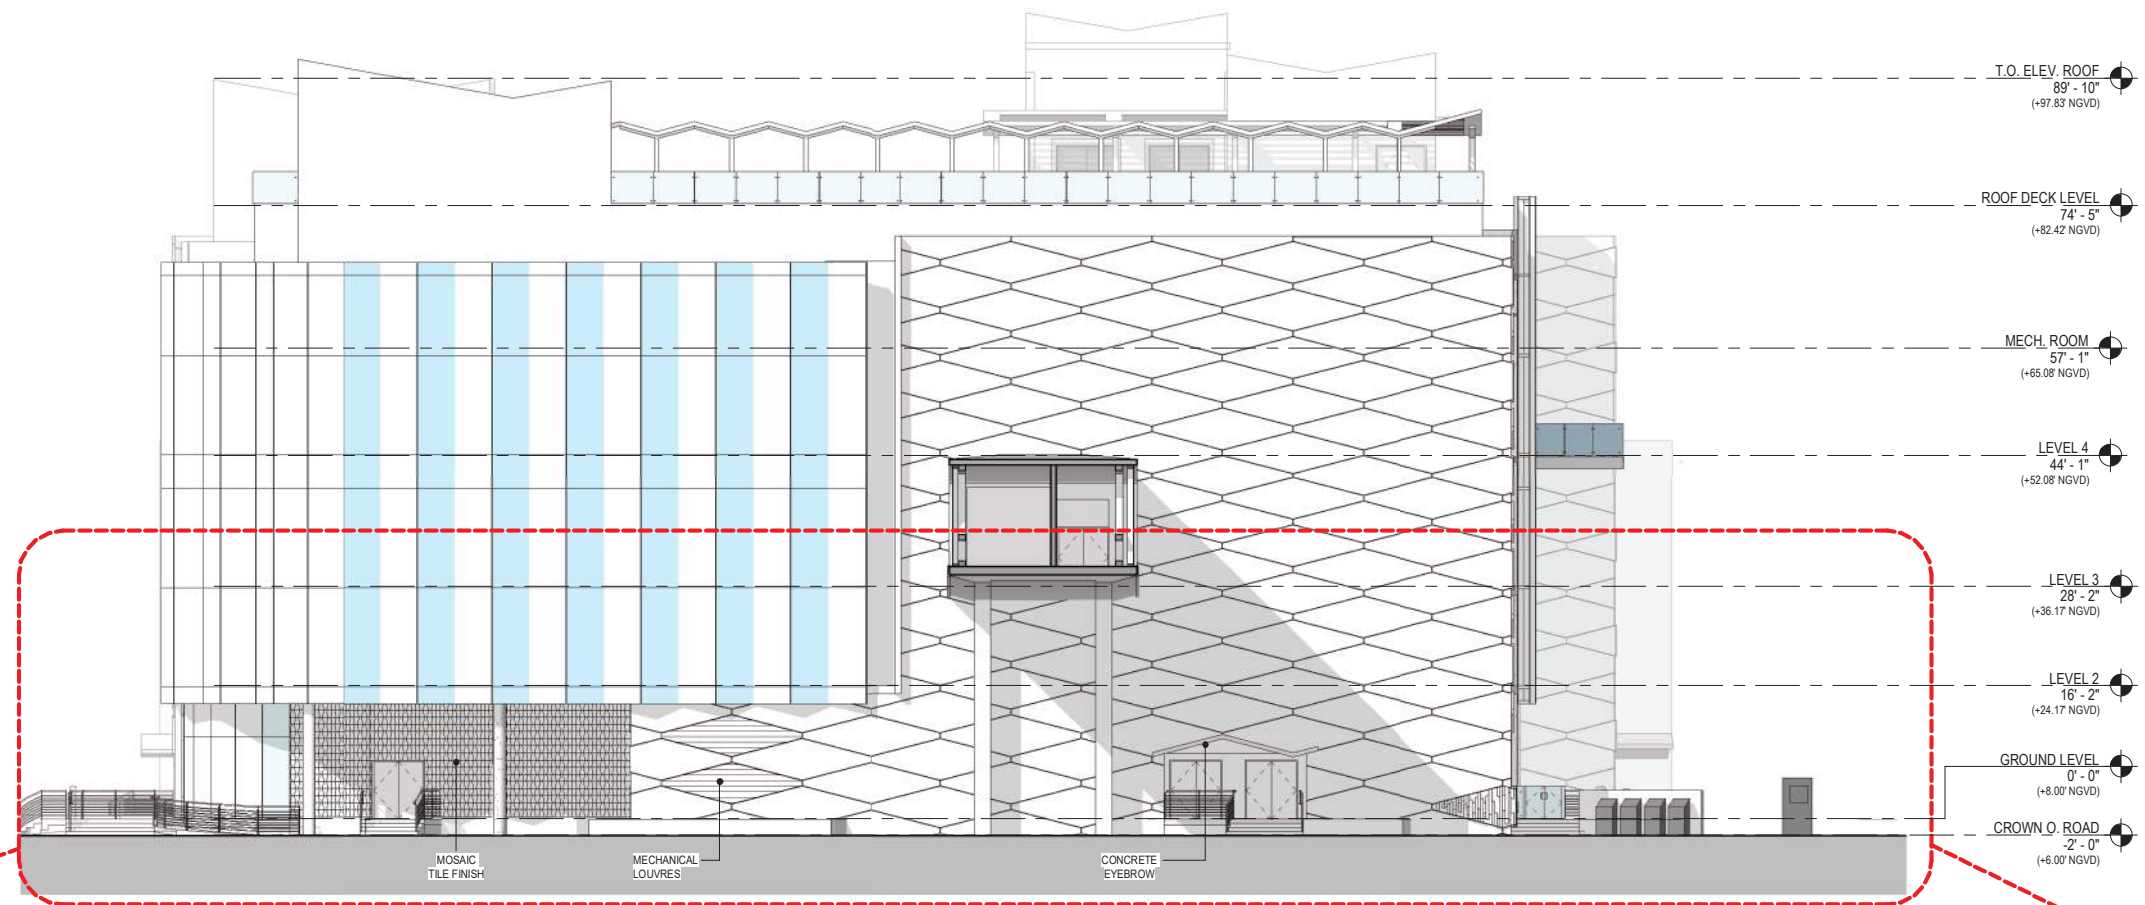 T.O. ELEV. ROOF
89' - 10"
(+97.83' NGVD)
ROOF DECK LEVEL
74' - 5"
(+82.42' NGVD)
MECH. ROOM
57' - 1"
(+65.08' NGVD)
LEVEL 4
44' - 1"
(+52.08' NGVD)
LEVEL 3
28' - 2"
(+36.17' NGVD)
LEVEL 2
16' - 2"
(+24.17' NGVD)
GROUND LEVEL
0' - 0"
(+8.00' NGVD)
CROWN O. ROAD
-2' - 0"
(+6.00' NGVD)
MOSAIC
TILE FINISH
MECHANICAL
LOUVRES
CONCRETE
EYEBROW